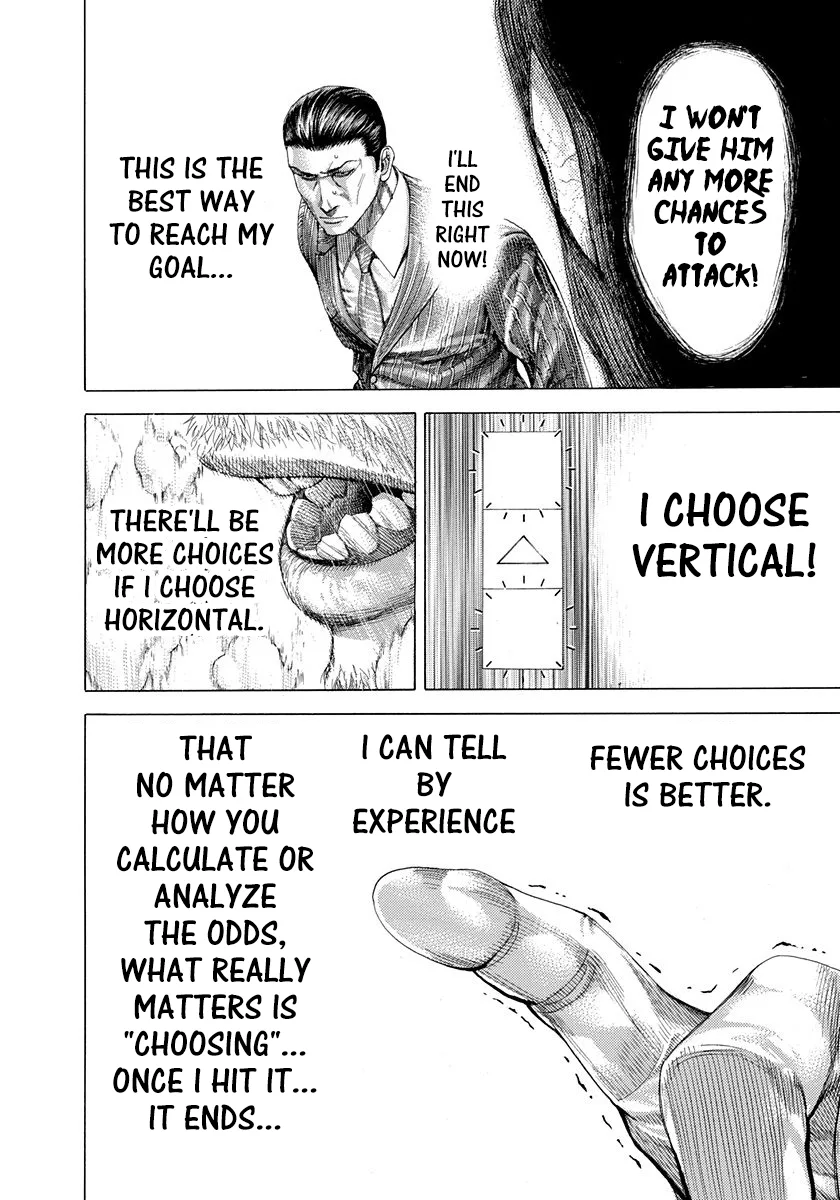 I WON'T
GIVE HIM
ANY MORE
CHANCES
TO
ATTACK!
I'LL
END
THIS
RIGHT
NOW!
THIS IS THE
BEST WAY
TO REACH MY
GOAL...
I CHOOSE
VERTICAL!
THERE'LL BE
MORE CHOICES
IF I CHOOSE
HORIZONTAL.
FEWER CHOICES
IS BETTER.
I CAN TELL
BY
EXPERIENCE
THAT
NO MATTER
HOW YOU
CALCULATE OR
ANALYZE
THE ODDS,
WHAT REALLY
MATTERS IS
"CHOOSING"...
ONCE I HIT IT...
IT ENDS...